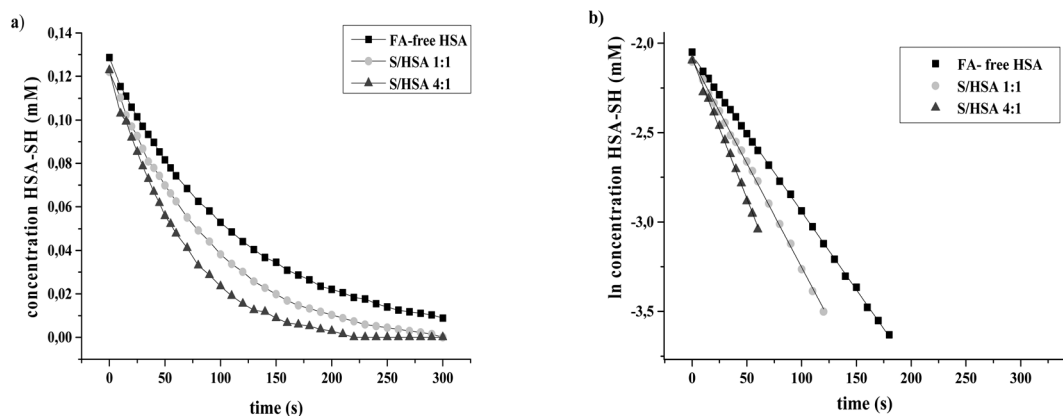 a)
concentration HSA-SH (mM)
0,14
0,12
0,10
0,08
0,06
0,04
0,02
0,00
0 50 100 150 200 250 300
time (s)
FA-free HSA
S/HSA 1:1
S/HSA 4:1
b)
ln concentration HSA-SH (mM)
-2,0
-2,5
-3,0
-3,5
0 50 100 150 200 250 300
time (s)
FA- free HSA
S/HSA 1:1
S/HSA 4:1